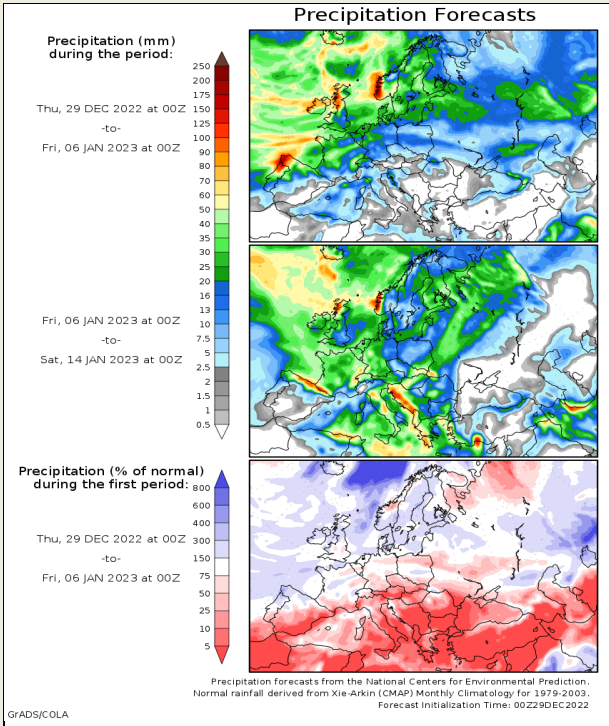 Precipitation Forecasts
Precipitation (mm)
during the period:
Thu, 29 DEC 2022 at 00Z
-to-
Fri, 06 JAN 2023 at 00Z
250
200
175
150
125
100
90
80
70
60
50
40
35
30
25
20
16
13
10
7.5
5
2.5
2
1.5
1
0.5
Fri, 06 JAN 2023 at 00Z
-to-
Sat, 14 JAN 2023 at 00Z
Precipitation (% of normal)
during the first period:
Thu, 29 DEC 2022 at 00Z
-to-
Fri, 06 JAN 2023 at 00Z
800
600
400
300
150
75
50
25
10
5
Precipitation forecasts from the National Centers for Environmental Prediction.
Normal rainfall derived from Xie-Arkin (CMAP) Monthly Climatology for 1979-2003.
Forecast Initialization Time: 00Z29DEC2022
GrADS/COLA